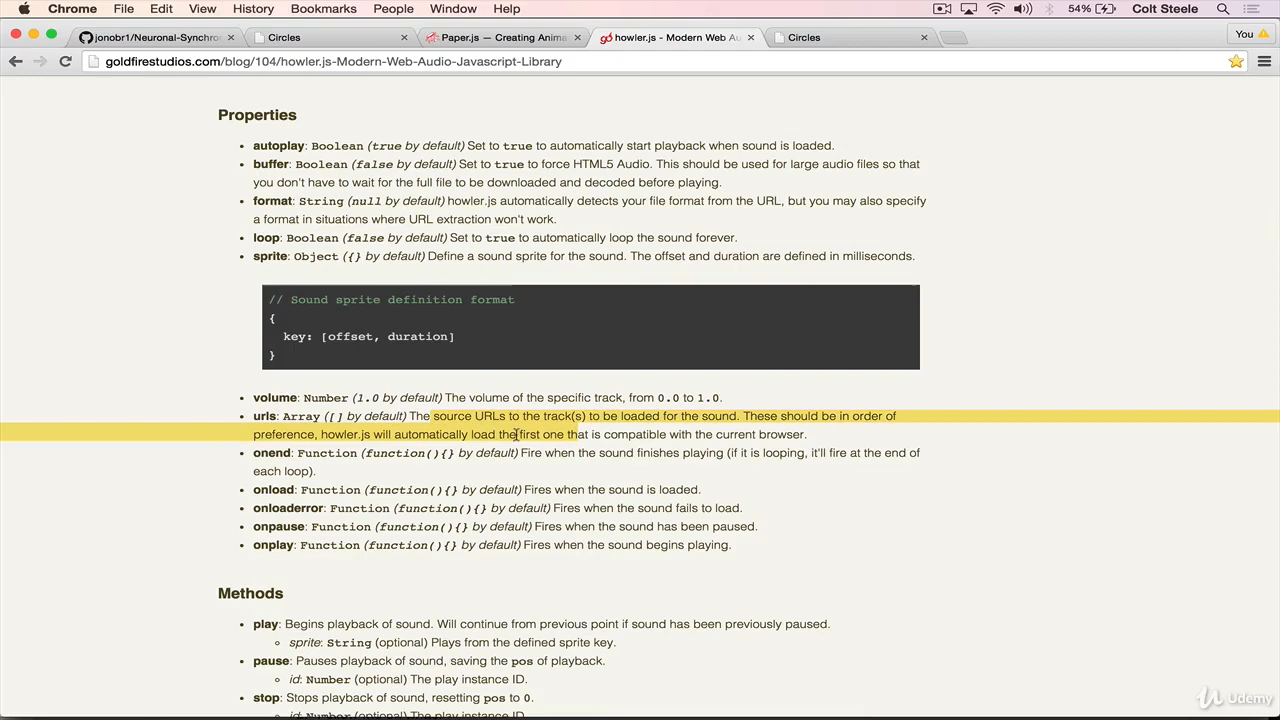 Chrome File Edit View History Bookmarks People Window Help 54% Colt Steele
jonobr1/Neuronal-Synchro Circles Paper.js — Creating Anima howler.js - Modern Web Au Circles You
goldfirestudios.com/blog/104/howler.js-Modern-Web-Audio-Javascript-Library
Properties
• autoplay: Boolean (true by default) Set to true to automatically start playback when sound is loaded.
• buffer: Boolean (false by default) Set to true to force HTML5 Audio. This should be used for large audio files so that
you don't have to wait for the full file to be downloaded and decoded before playing.
• format: String (null by default) howler.js automatically detects your file format from the URL, but you may also specify
a format in situations where URL extraction won't work.
• loop: Boolean (false by default) Set to true to automatically loop the sound forever.
• sprite: Object ({} by default) Define a sound sprite for the sound. The offset and duration are defined in milliseconds.
// Sound sprite definition format
{
key: [offset, duration]
}
• volume: Number (1.0 by default) The volume of the specific track, from 0.0 to 1.0.
• urls: Array ([] by default) The source URLs to the track(s) to be loaded for the sound. These should be in order of
preference, howler.js will automatically load the first one that is compatible with the current browser.
• onend: Function (function(){} by default) Fire when the sound finishes playing (if it is looping, it'll fire at the end of
each loop).
• onload: Function (function(){} by default) Fires when the sound is loaded.
• onloaderror: Function (function(){} by default) Fires when the sound fails to load.
• onpause: Function (function(){} by default) Fires when the sound has been paused.
• onplay: Function (function(){} by default) Fires when the sound begins playing.
Methods
• play: Begins playback of sound. Will continue from previous point if sound has been previously paused.
◦ sprite: String (optional) Plays from the defined sprite key.
• pause: Pauses playback of sound, saving the pos of playback.
◦ id: Number (optional) The play instance ID.
• stop: Stops playback of sound, resetting pos to 0.
◦ id: Number (optional) The play instance ID.
Udemy